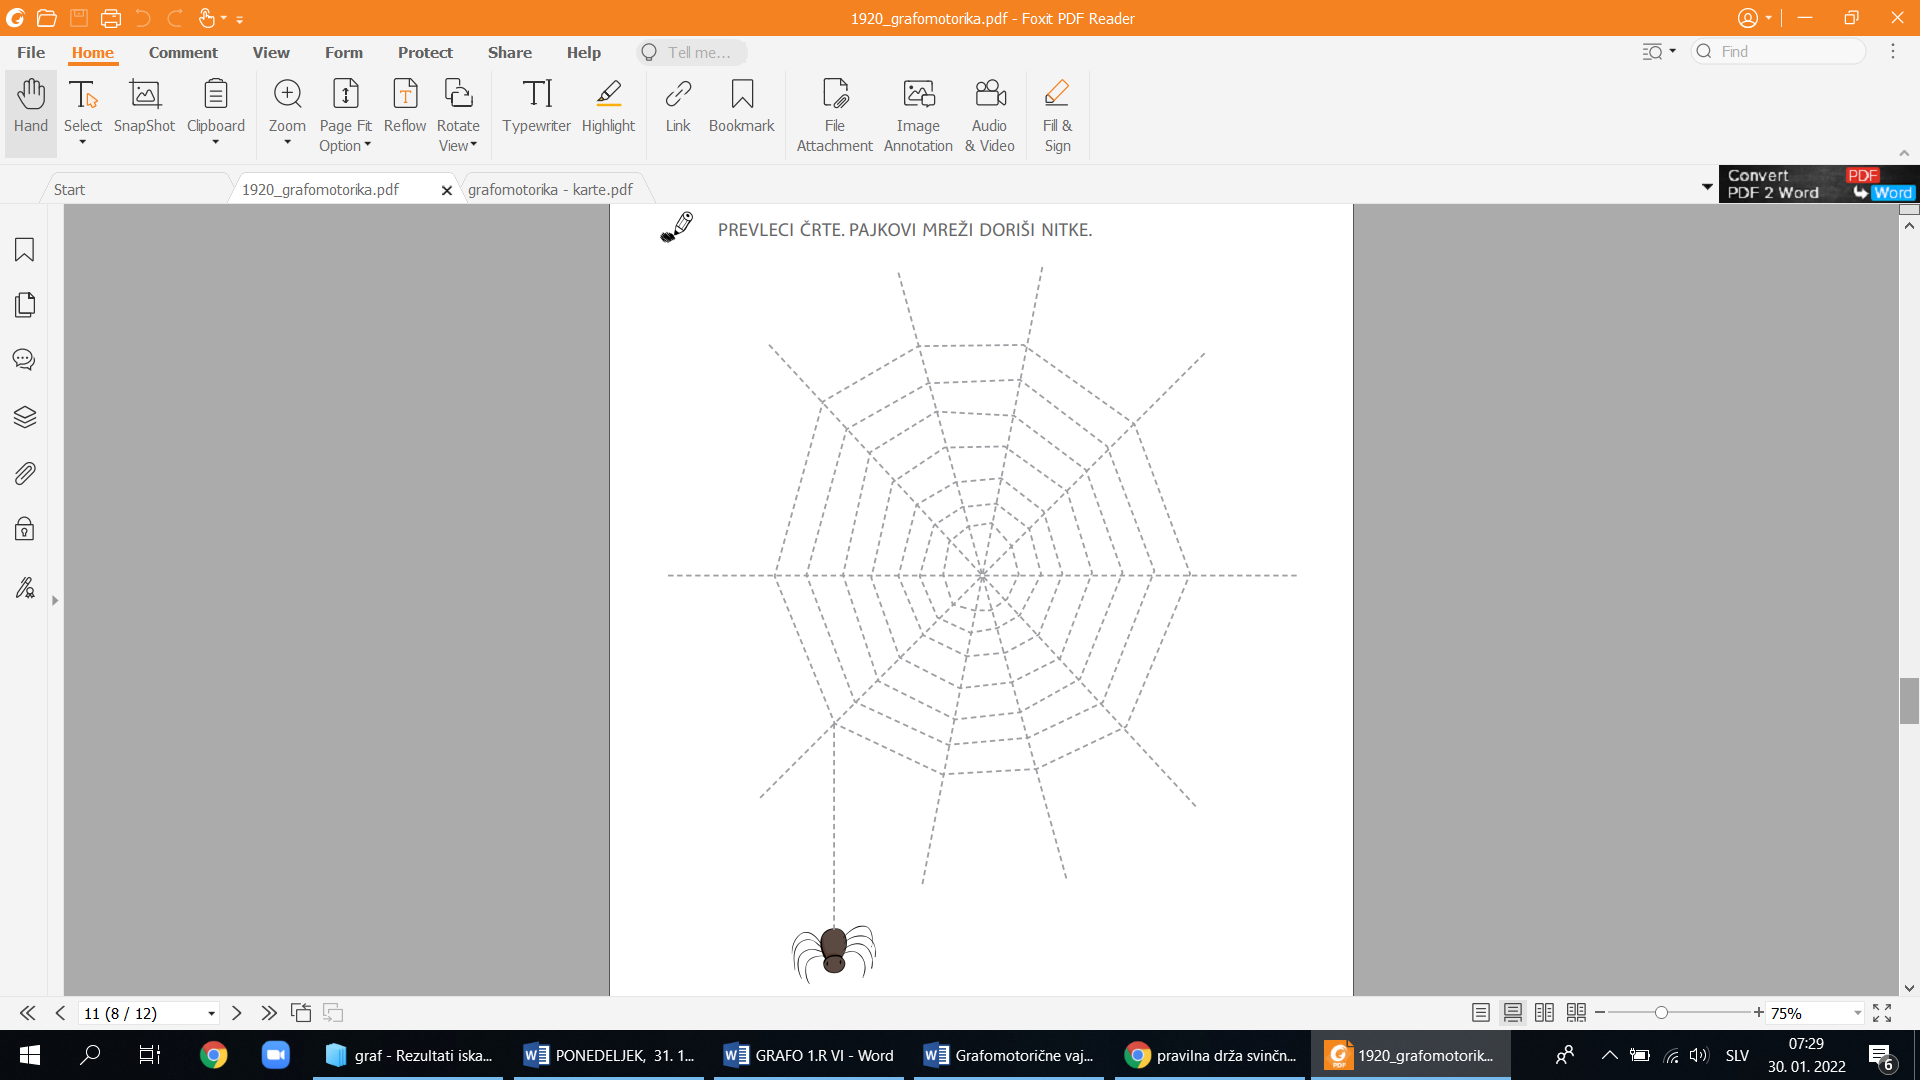 1920_grafomotorika.pdf - Foxit PDF Reader
File Home Comment View Form Protect Share Help Tell me... Find
Hand Select SnapShot Clipboard Zoom Page Fit Option Reflow Rotate View Typewriter Highlight Link Bookmark File Attachment Image Annotation Audio & Video Fill & Sign
Start 1920_grafomotorika.pdf grafomotorika - karte.pdf
Convert PDF
PDF 2 Word Word
PREVLECI ČRTE. PAJKOVI MREŽI DORIŠI NITKE.
11 (8 / 12) 75%
graf - Rezultati iska... PONEDELJEK, 31. 1... GRAFO 1.R VI - Word Grafomotorične vaj... pravilna drža svinčn... PDF 1920_grafomotorik... SLV 07:29
30. 01. 2022 6